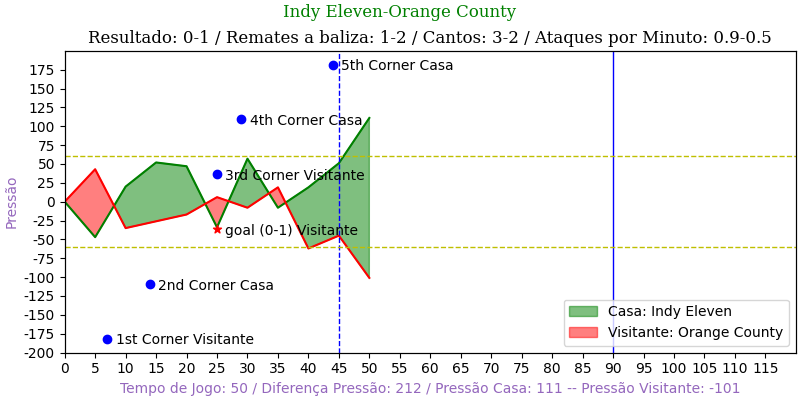 Indy Eleven-Orange County
Resultado: 0-1 / Remates a baliza: 1-2 / Cantos: 3-2 / Ataques por Minuto: 0.9-0.5
Pressão
175
150
125
100
75
50
25
0
-25
-50
-75
-100
-125
-150
-175
-200
5th Corner Casa
4th Corner Casa
3rd Corner Visitante
goal (0-1) Visitante
2nd Corner Casa
1st Corner Visitante
Casa: Indy Eleven
Visitante: Orange County
0 5 10 15 20 25 30 35 40 45 50 55 60 65 70 75 80 85 90 95 100 105 110 115
Tempo de Jogo: 50 / Diferença Pressão: 212 / Pressão Casa: 111 -- Pressão Visitante: -101